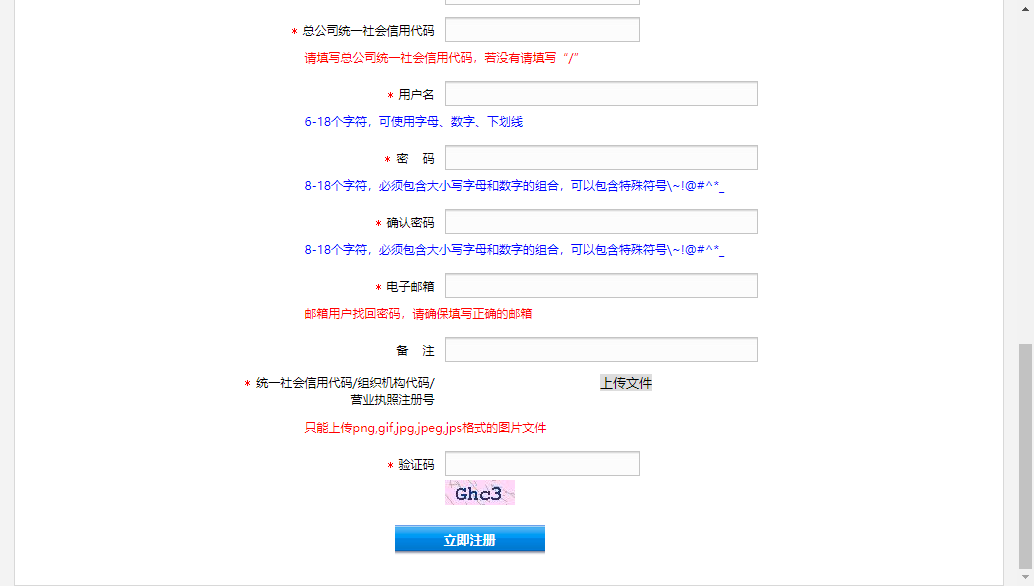 * 总公司统一社会信用代码
请填写总公司统一社会信用代码，若没有请填写“/”
* 用户名
6-18个字符，可使用字母、数字、下划线
* 密 码
8-18个字符，必须包含大小写字母和数字的组合，可以包含特殊符号\~!@#^*_
* 确认密码
8-18个字符，必须包含大小写字母和数字的组合，可以包含特殊符号\~!@#^*_
* 电子邮箱
邮箱用户找回密码，请确保填写正确的邮箱
备 注
* 统一社会信用代码/组织机构代码/
营业执照注册号
上传文件
只能上传png,gif,jpg,jpeg,jps格式的图片文件
* 验证码
Ghc3
立即注册